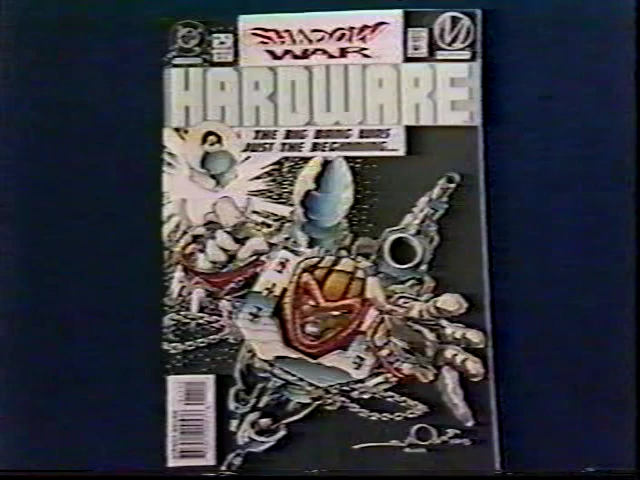 SHADOW
WAR
HARDWARE
THE BIG BANG WAS
JUST THE BEGINNING...